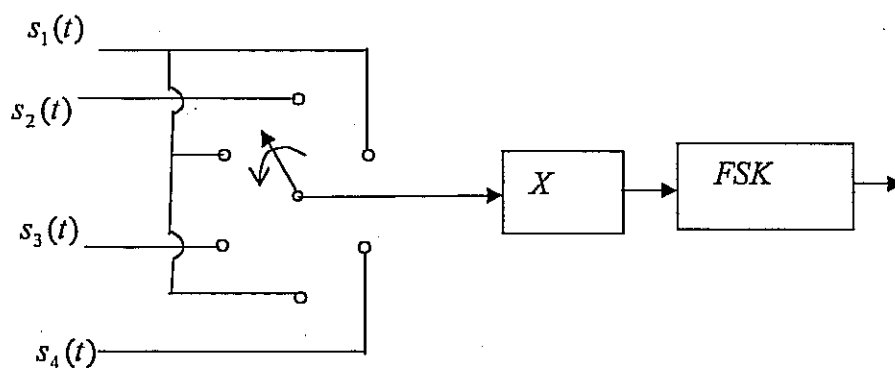 s₁(t)
s₂(t)
X
FSK
s₃(t)
s₄(t)